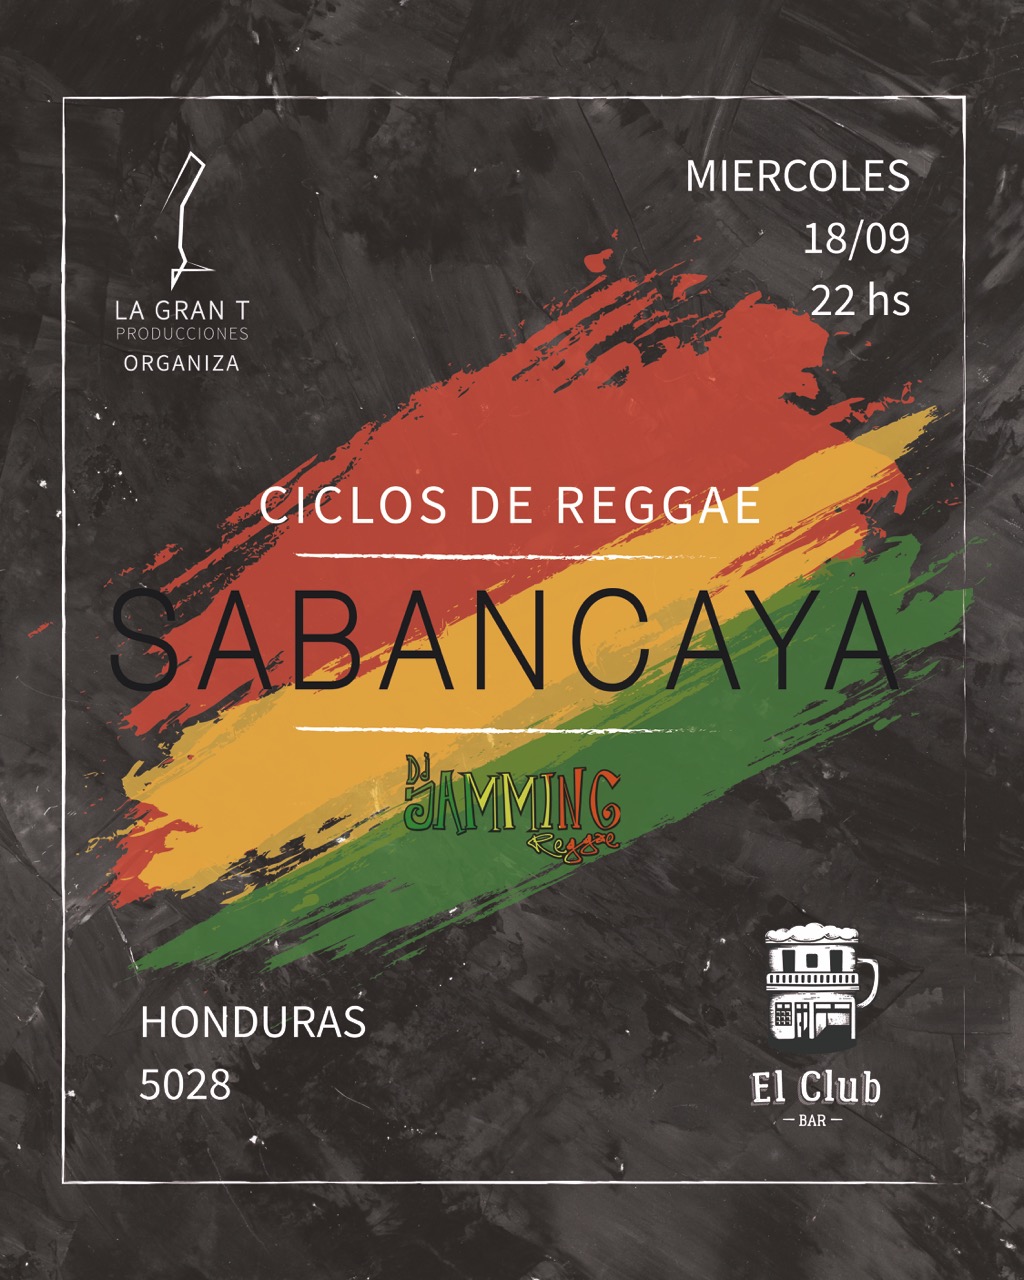 LA GRAN T
PRODUCCIONES
ORGANIZA
MIERCOLES
18/09
22 hs
CICLOS DE REGGAE
SABANCAYA
DJ
JAMMING
Reggae
HONDURAS
5028
El Club
BAR